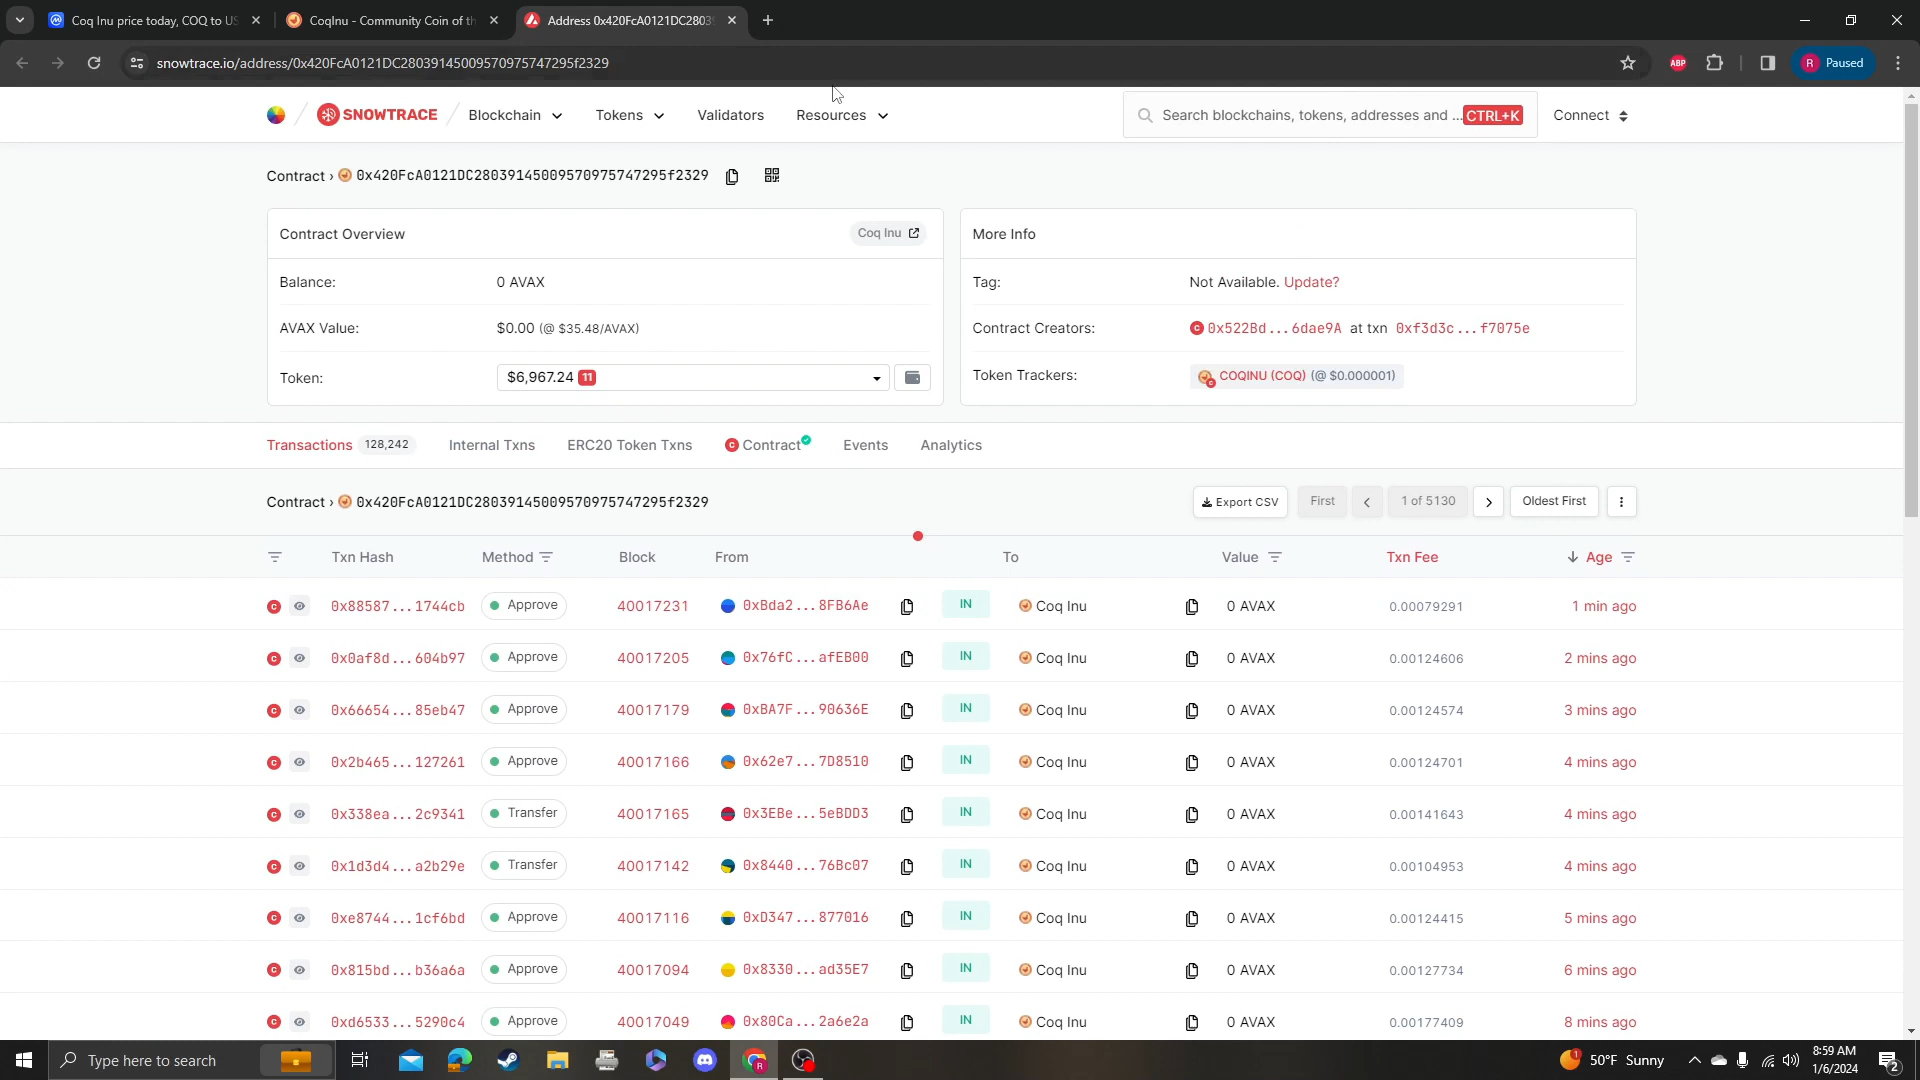 Coq Inu price today, COQ to US
CoqInu - Community Coin of th
Address 0x420FcA0121DC2803
snowtrace.io/address/0x420FcA0121DC28039145009570975747295f2329
ABP
R Paused
SNOWTRACE
Blockchain
Tokens
Validators
Resources
Search blockchains, tokens, addresses and ...
CTRL+K
Connect
Contract › 0x420FcA0121DC28039145009570975747295f2329
Contract Overview
Coq Inu
Balance: 0 AVAX
AVAX Value: $0.00 (@ $35.48/AVAX)
Token: $6,967.24 11
More Info
Tag: Not Available. Update?
Contract Creators: C 0x522Bd...6dae9A at txn 0xf3d3c...f7075e
Token Trackers: COQINU (COQ) (@ $0.000001)
Transactions 128,242 Internal Txns ERC20 Token Txns C Contract Events Analytics
Contract › 0x420FcA0121DC28039145009570975747295f2329
Export CSV First 1 of 5130 Oldest First
Txn Hash Method Block From To Value Txn Fee Age
C 0x88587...1744cb Approve 40017231 0xBda2...8FB6Ae IN Coq Inu 0 AVAX 0.00079291 1 min ago
C 0x0af8d...604b97 Approve 40017205 0x76fC...afEB00 IN Coq Inu 0 AVAX 0.00124606 2 mins ago
C 0x66654...85eb47 Approve 40017179 0xBA7F...90636E IN Coq Inu 0 AVAX 0.00124574 3 mins ago
C 0x2b465...127261 Approve 40017166 0x62e7...7D8510 IN Coq Inu 0 AVAX 0.00124701 4 mins ago
C 0x338ea...2c9341 Transfer 40017165 0x3EBe...5eBDD3 IN Coq Inu 0 AVAX 0.00141643 4 mins ago
C 0x1d3d4...a2b29e Transfer 40017142 0x8440...76Bc07 IN Coq Inu 0 AVAX 0.00104953 4 mins ago
C 0xe8744...1cf6bd Approve 40017116 0xD347...877016 IN Coq Inu 0 AVAX 0.00124415 5 mins ago
C 0x815bd...b36a6a Approve 40017094 0x8330...ad35E7 IN Coq Inu 0 AVAX 0.00127734 6 mins ago
C 0xd6533...5290c4 Approve 40017049 0x80Ca...2a6e2a IN Coq Inu 0 AVAX 0.00177409 8 mins ago
Type here to search
1
50°F Sunny
8:59 AM
1/6/2024
2